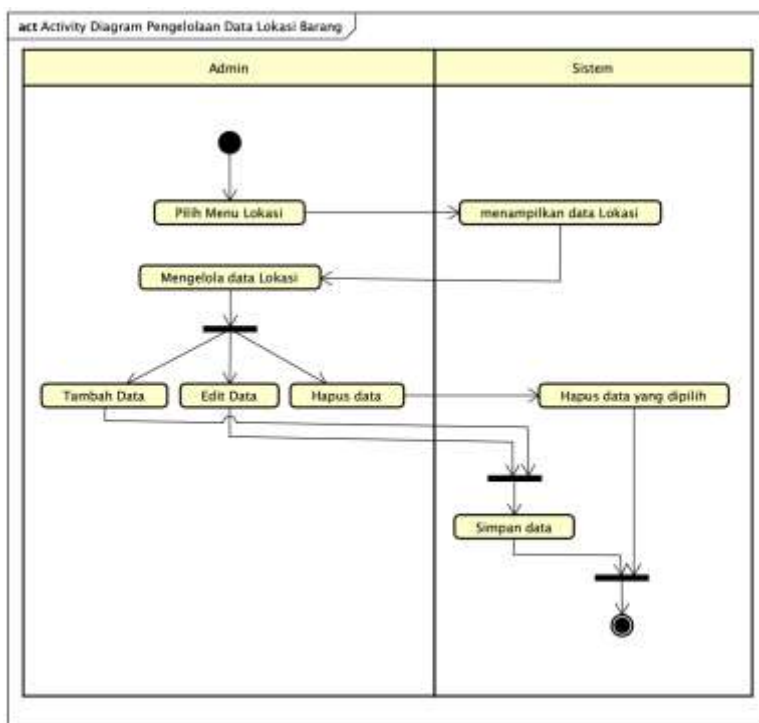 act Activity Diagram Pengelolaan Data Lokasi Barang
Admin
Sistem
Pilih Menu Lokasi
menampilkan data Lokasi
Mengelola data Lokasi
Tambah Data
Edit Data
Hapus data
Hapus data yang dipilih
Simpan data